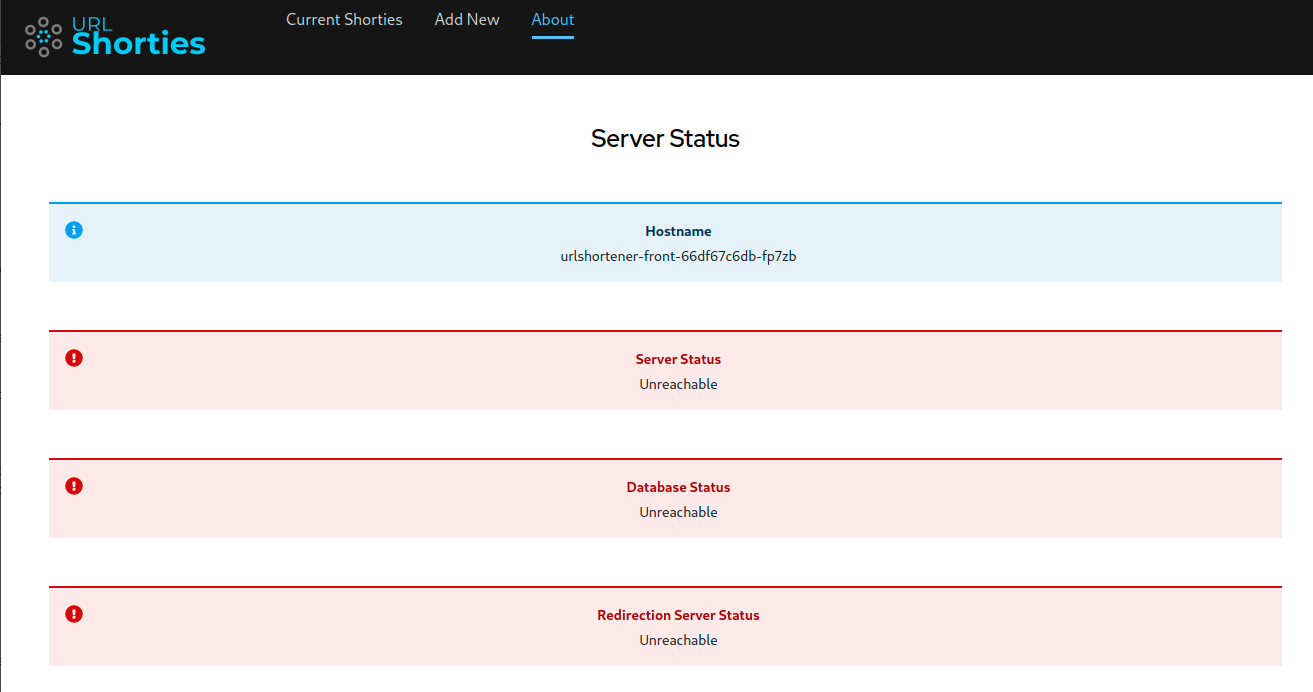 URL
Shorties
Current Shorties Add New About
Server Status
Hostname
urlshortener-front-66df67c6db-fp7zb
Server Status
Unreachable
Database Status
Unreachable
Redirection Server Status
Unreachable